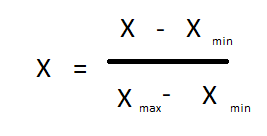 X - X min
X =
X max - X min